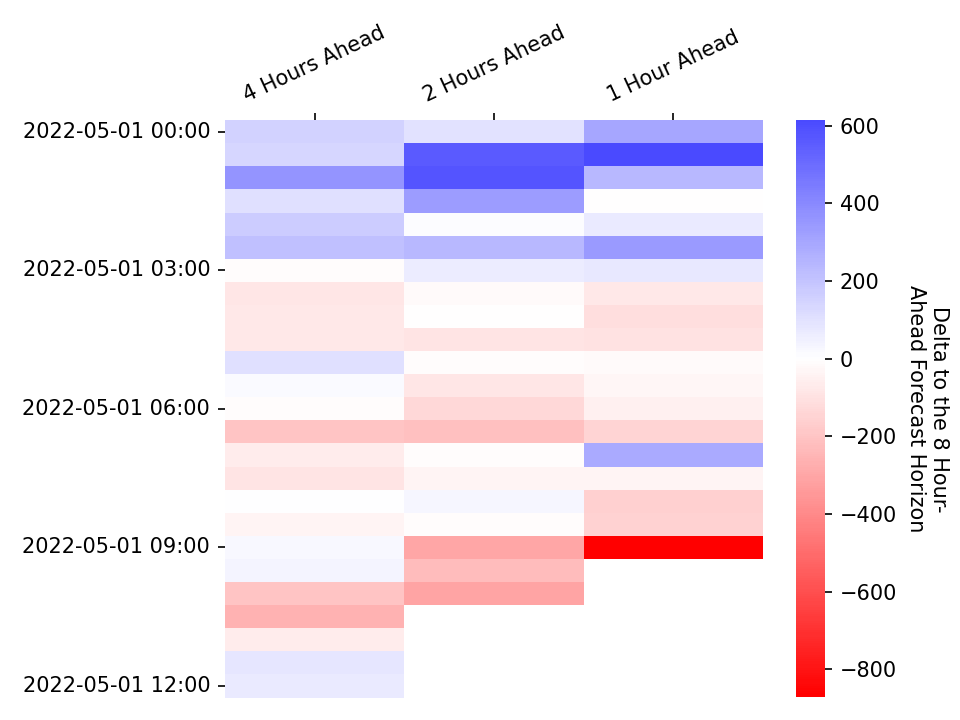 4 Hours Ahead
2 Hours Ahead
1 Hour Ahead
2022-05-01 00:00
2022-05-01 03:00
2022-05-01 06:00
2022-05-01 09:00
2022-05-01 12:00
600
400
200
0
−200
−400
−600
−800
Delta to the 8 Hour-
Ahead Forecast Horizon